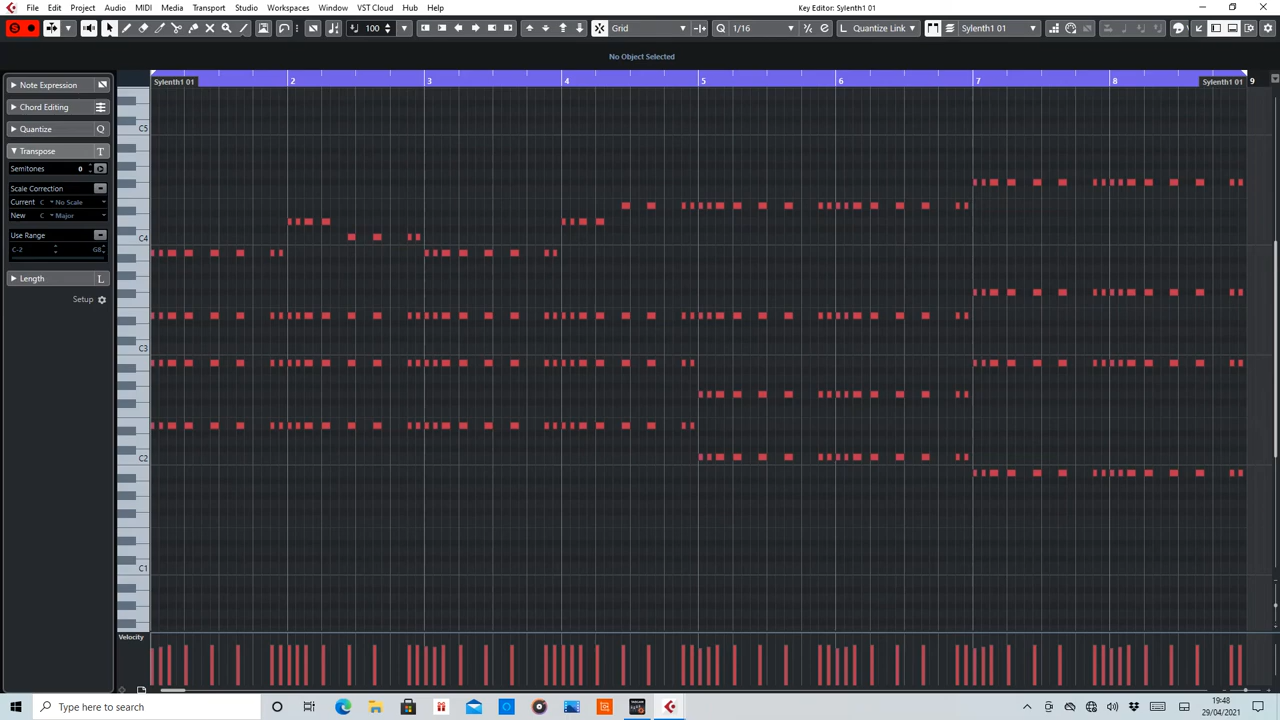 File Edit Project Audio MIDI Media Transport Studio Workspaces Window VST Cloud Hub Help
Key Editor: Sylenth1 01
S 100 Grid Q 1/16 L Quantize Link Sylenth1 01
No Object Selected
Note Expression
Chord Editing
Quantize Q
Transpose T
Semitones 0
Scale Correction
Current C No Scale
New C Major
Use Range
C-2 G8
Length L
Setup
2 3 4 5 6 7 8 9
Sylenth1 01 Sylenth1 01
C5
C4
C3
C2
C1
Velocity
Type here to search
19:48
29/04/2021